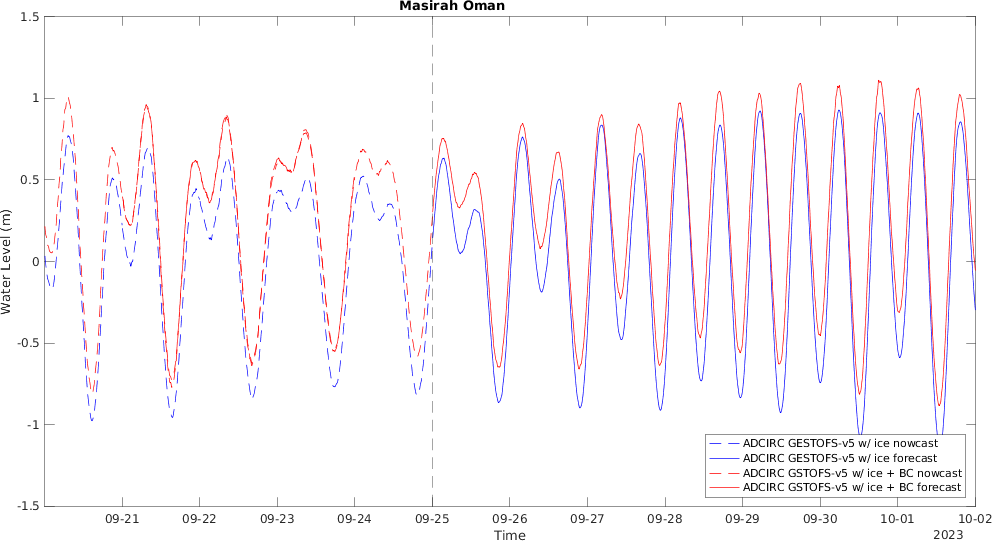 Masirah Oman
1.5
1
0.5
0
-0.5
-1
-1.5
Water Level (m)
ADCIRC GESTOFS-v5 w/ ice nowcast
ADCIRC GESTOFS-v5 w/ ice forecast
ADCIRC GSTOFS-v5 w/ ice + BC nowcast
ADCIRC GSTOFS-v5 w/ ice + BC forecast
09-21 09-22 09-23 09-24 09-25 09-26 09-27 09-28 09-29 09-30 10-01 10-02
Time
2023